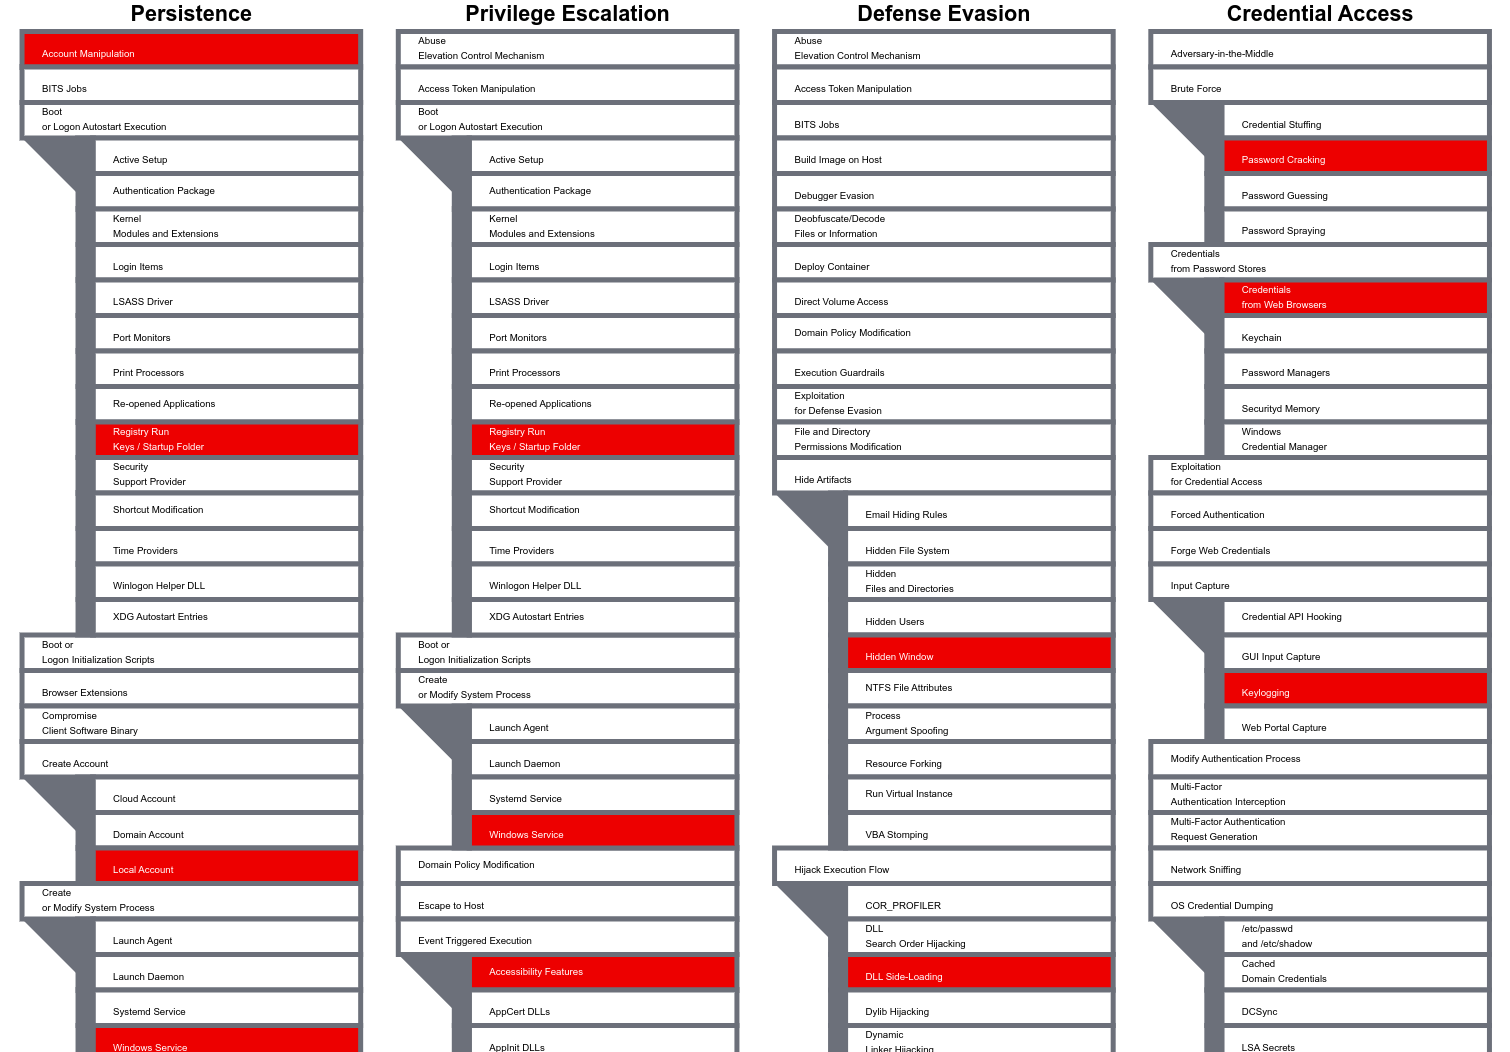 Persistence
Account Manipulation
BITS Jobs
Boot
or Logon Autostart Execution
Active Setup
Authentication Package
Kernel
Modules and Extensions
Login Items
LSASS Driver
Port Monitors
Print Processors
Re-opened Applications
Registry Run
Keys / Startup Folder
Security
Support Provider
Shortcut Modification
Time Providers
Winlogon Helper DLL
XDG Autostart Entries
Boot or
Logon Initialization Scripts
Browser Extensions
Compromise
Client Software Binary
Create Account
Cloud Account
Domain Account
Local Account
Create
or Modify System Process
Launch Agent
Launch Daemon
Systemd Service
Windows Service
Privilege Escalation
Abuse
Elevation Control Mechanism
Access Token Manipulation
Boot
or Logon Autostart Execution
Active Setup
Authentication Package
Kernel
Modules and Extensions
Login Items
LSASS Driver
Port Monitors
Print Processors
Re-opened Applications
Registry Run
Keys / Startup Folder
Security
Support Provider
Shortcut Modification
Time Providers
Winlogon Helper DLL
XDG Autostart Entries
Boot or
Logon Initialization Scripts
Create
or Modify System Process
Launch Agent
Launch Daemon
Systemd Service
Windows Service
Domain Policy Modification
Escape to Host
Event Triggered Execution
Accessibility Features
AppCert DLLs
AppInit DLLs
Defense Evasion
Abuse
Elevation Control Mechanism
Access Token Manipulation
BITS Jobs
Build Image on Host
Debugger Evasion
Deobfuscate/Decode
Files or Information
Deploy Container
Direct Volume Access
Domain Policy Modification
Execution Guardrails
Exploitation
for Defense Evasion
File and Directory
Permissions Modification
Hide Artifacts
Email Hiding Rules
Hidden File System
Hidden
Files and Directories
Hidden Users
Hidden Window
NTFS File Attributes
Process
Argument Spoofing
Resource Forking
Run Virtual Instance
VBA Stomping
Hijack Execution Flow
COR_PROFILER
DLL
Search Order Hijacking
DLL Side-Loading
Dylib Hijacking
Dynamic
Linker Hijacking
Credential Access
Adversary-in-the-Middle
Brute Force
Credential Stuffing
Password Cracking
Password Guessing
Password Spraying
Credentials
from Password Stores
Credentials
from Web Browsers
Keychain
Password Managers
Securityd Memory
Windows
Credential Manager
Exploitation
for Credential Access
Forced Authentication
Forge Web Credentials
Input Capture
Credential API Hooking
GUI Input Capture
Keylogging
Web Portal Capture
Modify Authentication Process
Multi-Factor
Authentication Interception
Multi-Factor Authentication
Request Generation
Network Sniffing
OS Credential Dumping
/etc/passwd
and /etc/shadow
Cached
Domain Credentials
DCSync
LSA Secrets